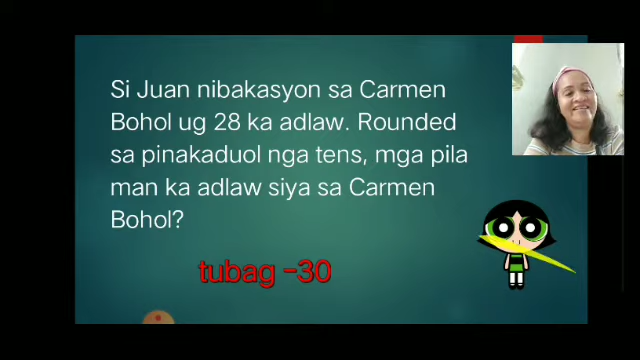 Si Juan nibakasyon sa Carmen
Bohol ug 28 ka adlaw. Rounded
sa pinakaduol nga tens, mga pila
man ka adlaw siya sa Carmen
Bohol?
tubag -30